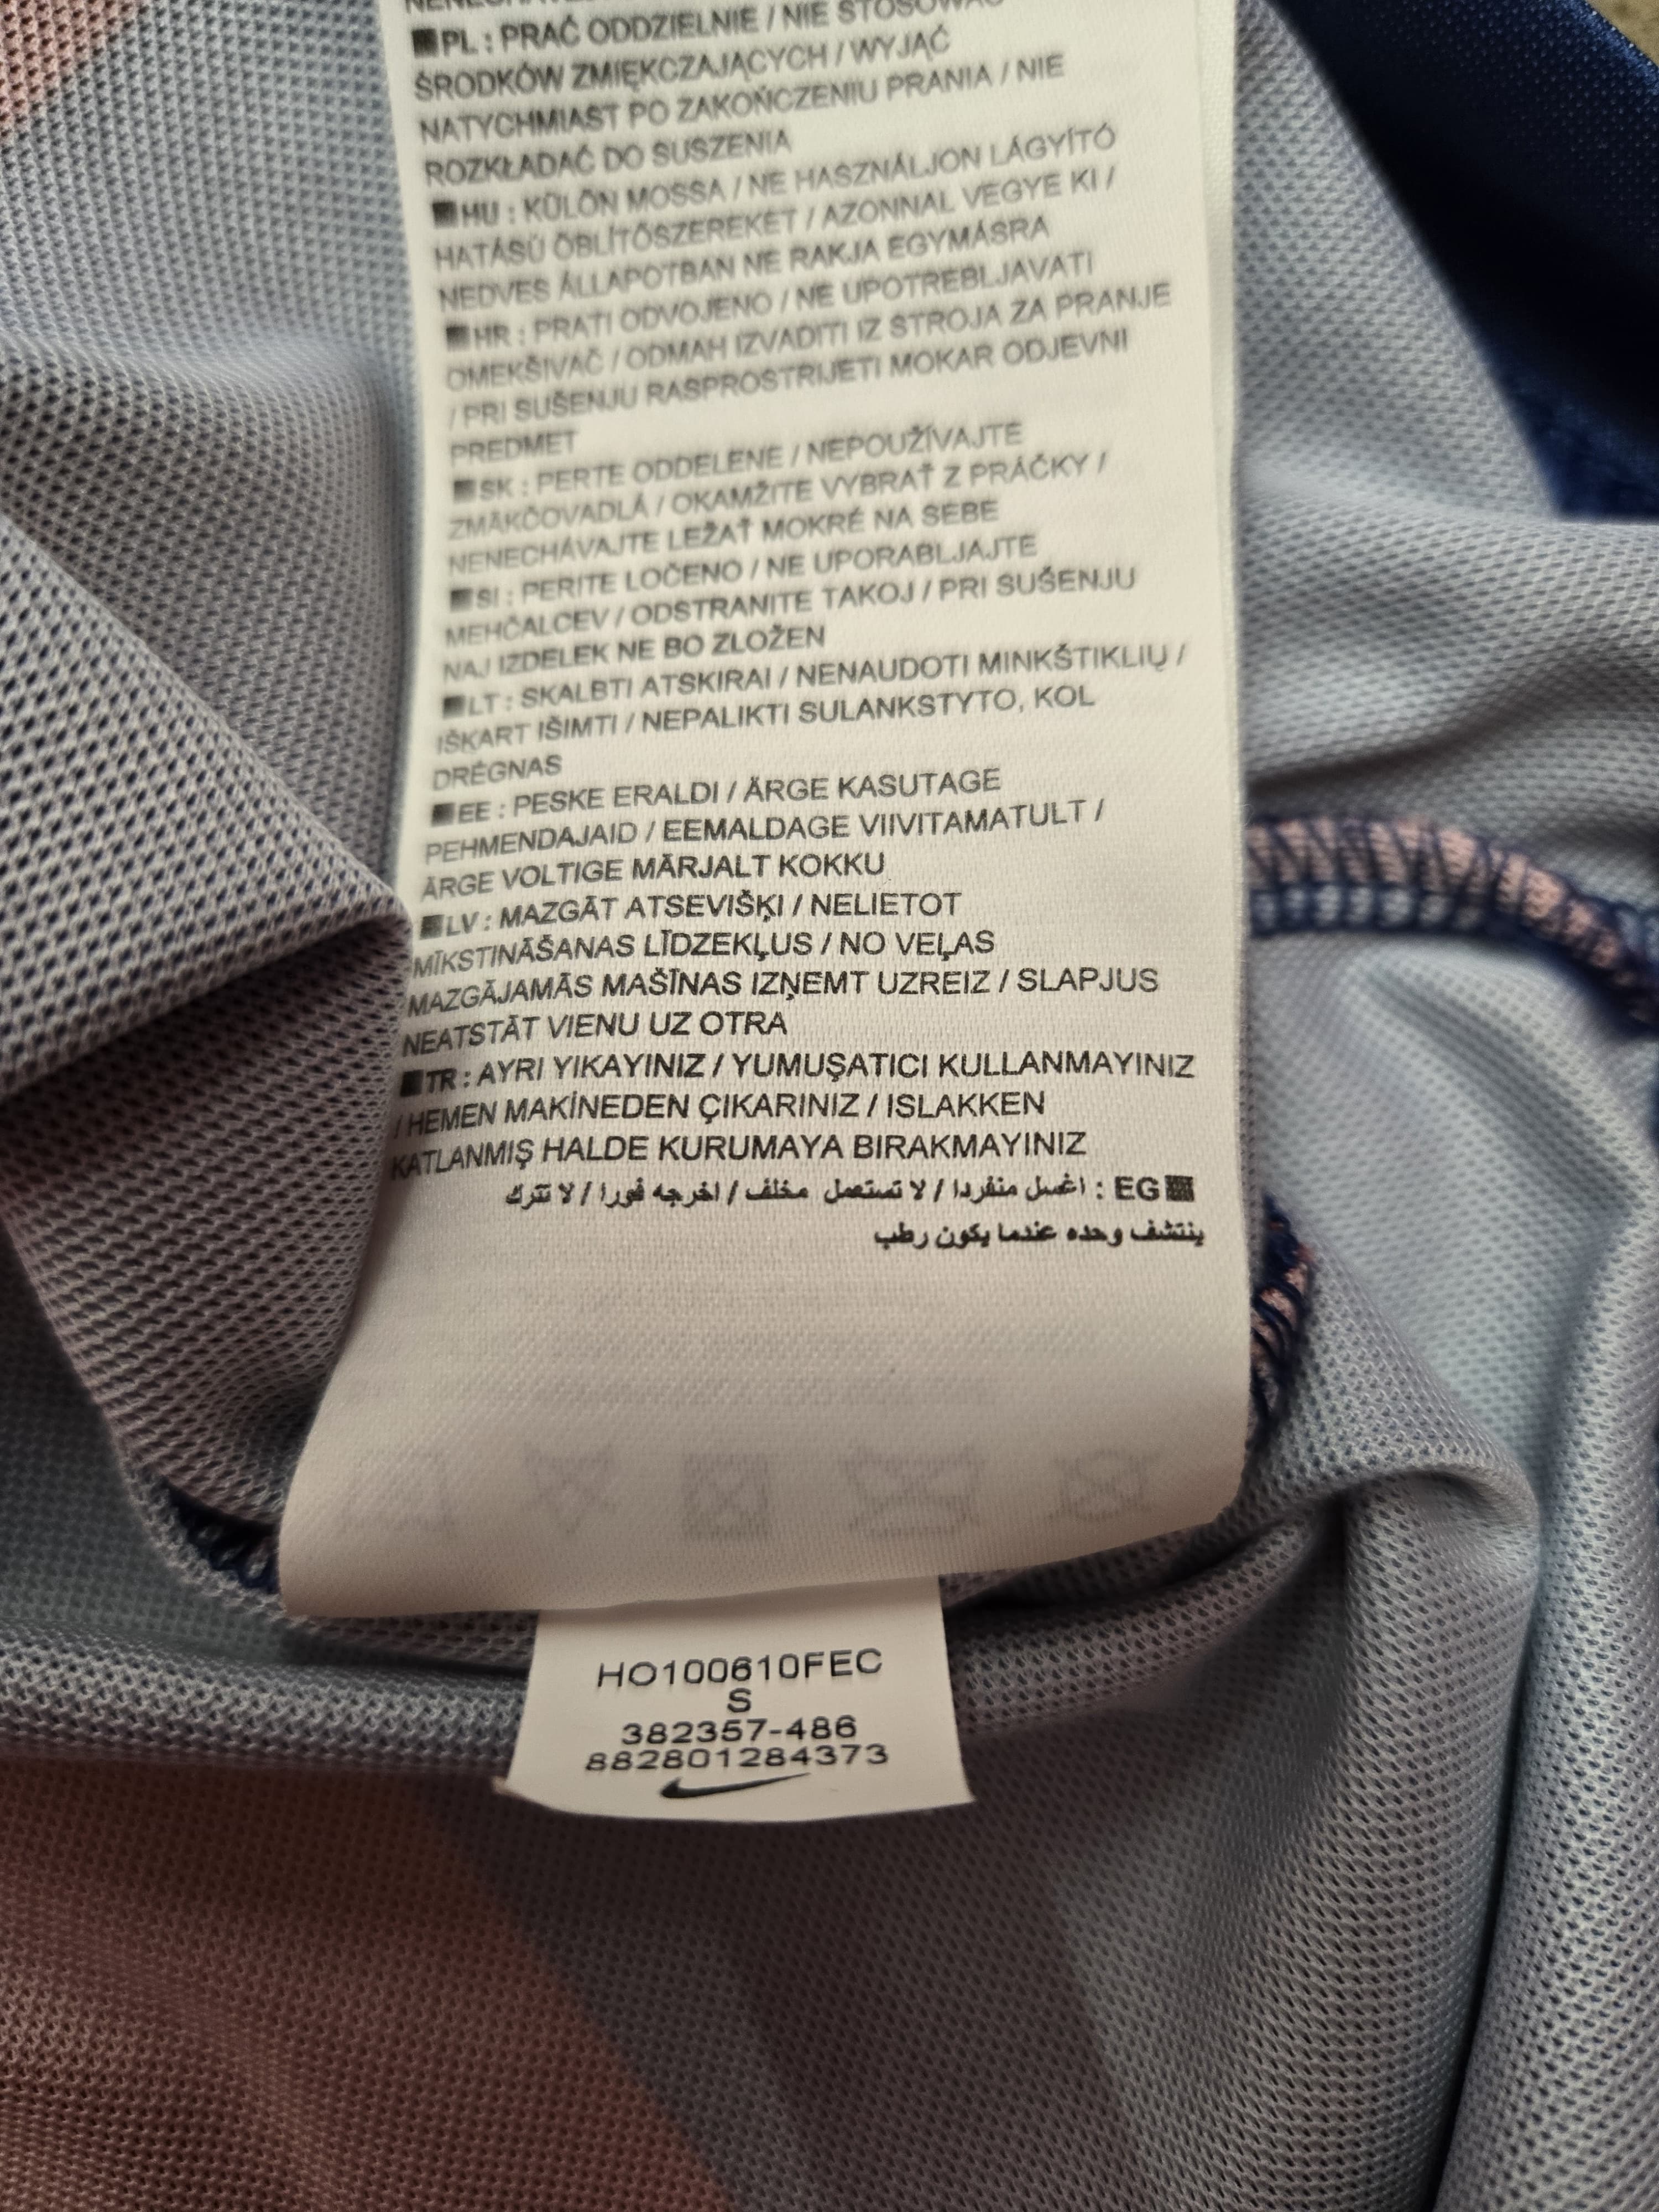 PL : PRAĆ ODDZIELNIE / NIE STOSOWAĆ
ŚRODKÓW ZMIĘKCZAJĄCYCH / WYJĄĆ
NATYCHMIAST PO ZAKOŃCZENIU PRANIA / NIE
ROZKŁADAĆ DO SUSZENIA
HU : KÜLÖN MOSSA / NE HASZNÁLJON LÁGYÍTÓ
HATÁSÚ ÖBLÍTŐSZEREKET / AZONNAL VEGYE KI /
NEDVES ÁLLAPOTBAN NE RAKJA EGYMÁSRA
HR : PRATI ODVOJENO / NE UPOTREBLJAVATI
OMEKŠIVAČ / ODMAH IZVADITI IZ STROJA ZA PRANJE
/ PRI SUŠENJU RASPROSTRIJETI MOKAR ODJEVNI
PREDMET
SK : PERTE ODDELENE / NEPOUŽÍVAJTE
ZMÄKČOVADLÁ / OKAMŽITE VYBRAŤ Z PRÁČKY /
NENECHÁVAJTE LEŽAŤ MOKRÉ NA SEBE
SI : PERITE LOČENO / NE UPORABLJAJTE
MEHČALCEV / ODSTRANITE TAKOJ / PRI SUŠENJU
NAJ IZDELEK NE BO ZLOŽEN
LT : SKALBTI ATSKIRAI / NENAUDOTI MINKŠTIKLIŲ /
IŠKART IŠIMTI / NEPALIKTI SULANKSTYTO, KOL
DRĖGNAS
EE : PESKE ERALDI / ÄRGE KASUTAGE
PEHMENDAJAID / EEMALDAGE VIIVITAMATULT /
ÄRGE VOLTIGE MÄRJALT KOKKU
LV : MAZGĀT ATSEVIŠĶI / NELIETOT
MĪKSTINĀŠANAS LĪDZEKĻUS / NO VEĻAS
MAZGĀJAMĀS MAŠĪNAS IZŅEMT UZREIZ / SLAPJUS
NEATSTĀT VIENU UZ OTRA
TR : AYRI YIKAYINIZ / YUMUŞATICI KULLANMAYINIZ
/ HEMEN MAKİNEDEN ÇIKARINIZ / ISLAKKEN
KATLANMIŞ HALDE KURUMAYA BIRAKMAYINIZ
EG : اغسل منفردا / لا تستعمل مخلف / اخرجه فورا / لا تترك
ينتشف وحده عندما يكون رطب
HO100610FEC
S
382357-486
882801284373